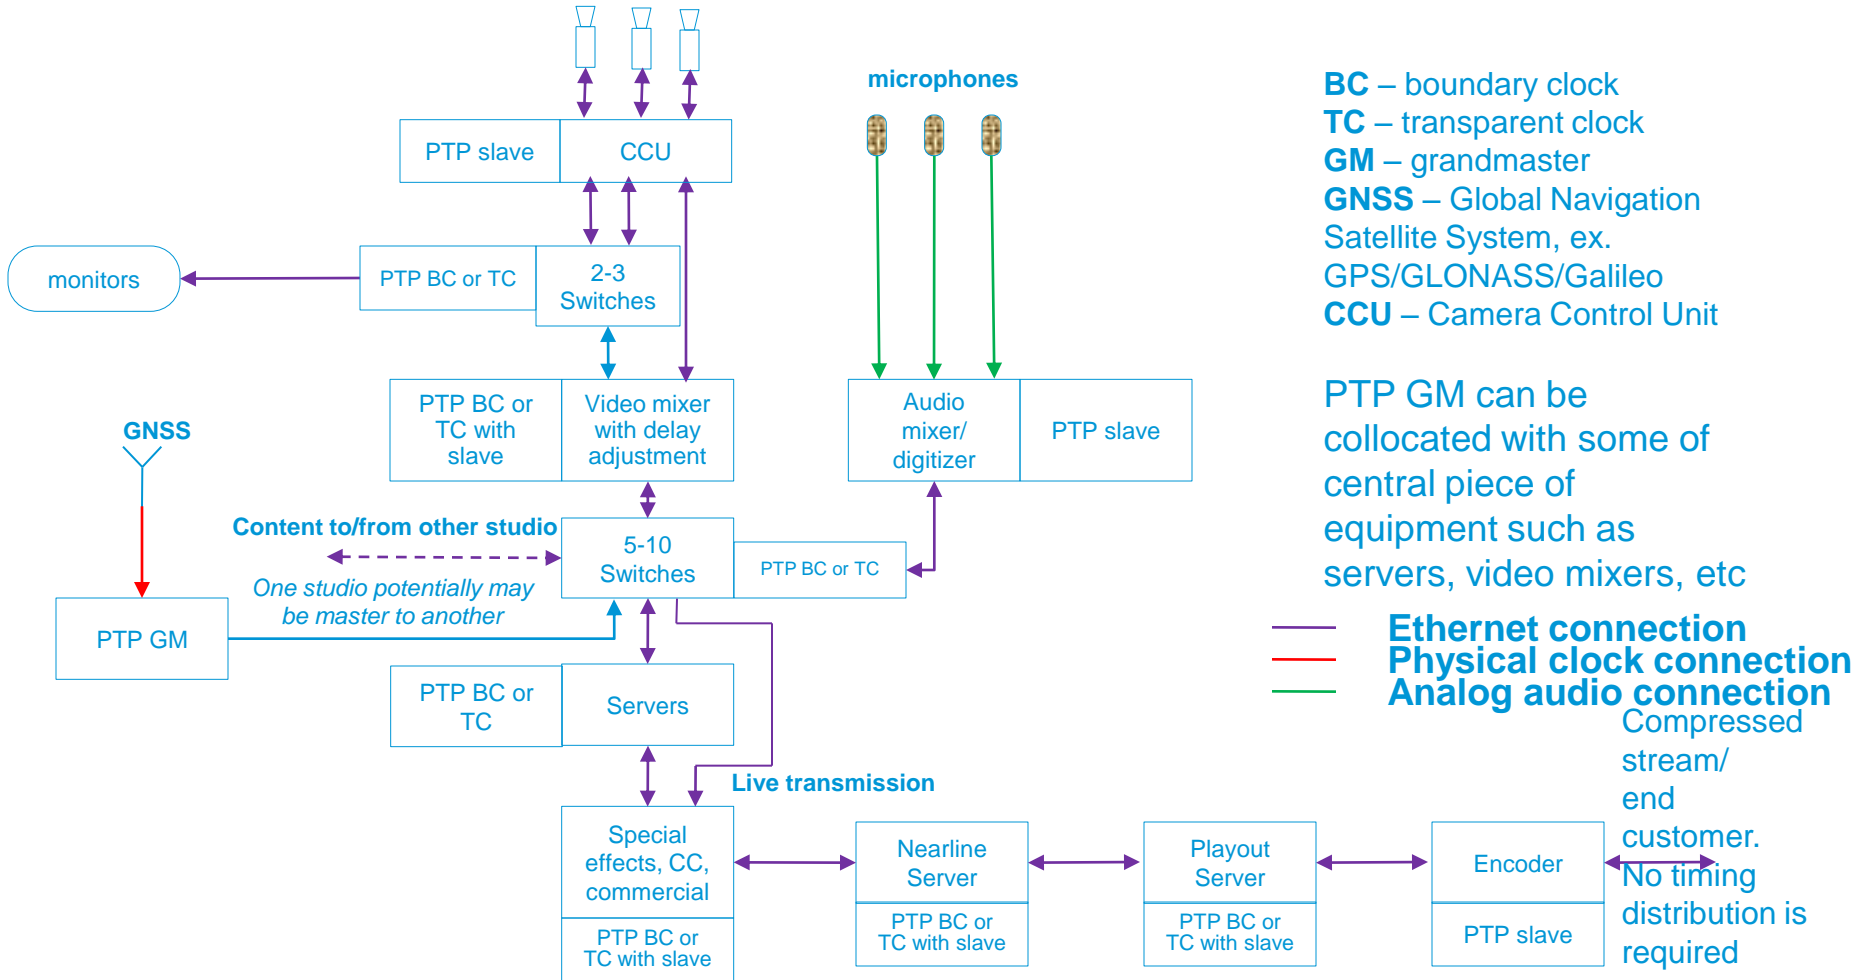 microphones
PTP slave
CCU
monitors
PTP BC or TC
2-3
Switches
PTP BC or
TC with
slave
Video mixer
with delay
adjustment
Audio
mixer/
digitizer
PTP slave
GNSS
Content to/from other studio
5-10
Switches
PTP BC or TC
One studio potentially may
be master to another
PTP GM
PTP BC or
TC
Servers
Live transmission
Special
effects, CC,
commercial
PTP BC or
TC with slave
Nearline
Server
PTP BC or
TC with slave
Playout
Server
PTP BC or
TC with slave
Encoder
PTP slave
BC – boundary clock
TC – transparent clock
GM – grandmaster
GNSS – Global Navigation
Satellite System, ex.
GPS/GLONASS/Galileo
CCU – Camera Control Unit
PTP GM can be
collocated with some of
central piece of
equipment such as
servers, video mixers, etc
Ethernet connection
Physical clock connection
Analog audio connection
Compressed
stream/
end
customer.
No timing
distribution is
required